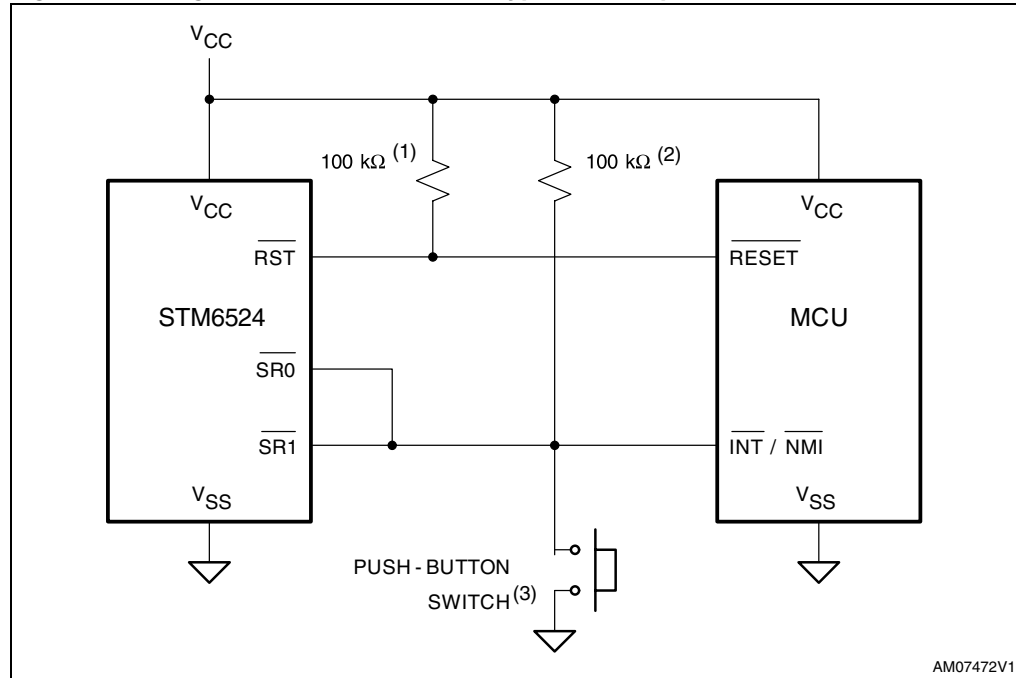 VCC
100 kΩ (1)
100 kΩ (2)
VCC
RST
STM6524
SR0
SR1
VSS
VCC
RESET
MCU
INT / NMI
VSS
PUSH-BUTTON
SWITCH(3)
AM07472V1